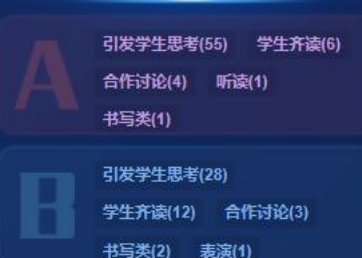 A
引发学生思考(55) 学生齐读(6)
合作讨论(4) 听读(1)
书写类(1)
B
引发学生思考(28)
学生齐读(12) 合作讨论(3)
书写类(2) 表演(1)